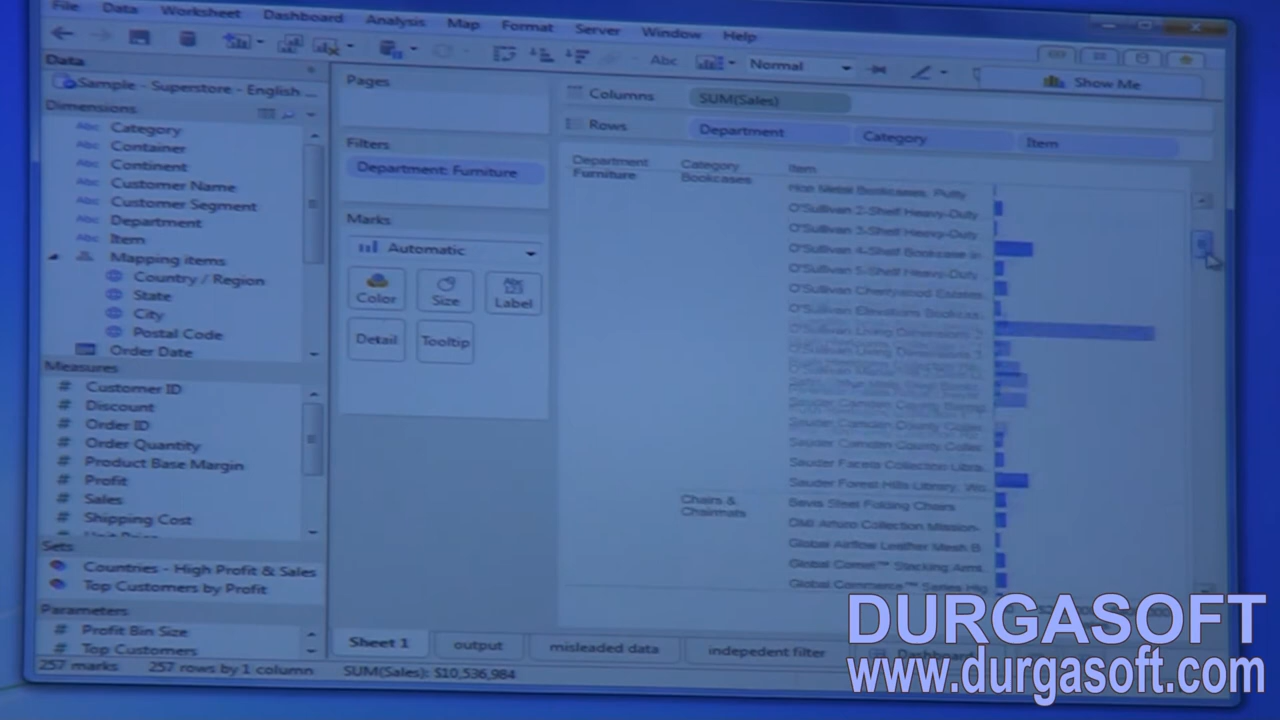 File Data Worksheet Dashboard Analysis Map Format Server Window Help
Abc Normal
Show Me
Data
Sample - Superstore - English ...
Dimensions
Abc Category
Abc Container
Abc Continent
Abc Customer Name
Abc Customer Segment
Abc Department
Abc Item
Mapping items
Country / Region
State
City
Postal Code
Order Date
Measures
# Customer ID
# Discount
# Order ID
# Order Quantity
# Product Base Margin
# Profit
# Sales
# Shipping Cost
Sets
Countries - High Profit & Sales
Top Customers by Profit
Parameters
# Profit Bin Size
# Top Customers
Pages
Filters
Department: Furniture
Marks
Automatic
Color Size Abc 123 Label
Detail Tooltip
Columns SUM(Sales)
Rows Department Category Item
Department Category Item
Furniture Bookcases Hon Metal Bookcases, Putty
O'Sullivan 2-Shelf Heavy-Duty
O'Sullivan 3-Shelf Heavy-Duty
O'Sullivan 4-Shelf Bookcase in
O'Sullivan 5-Shelf Heavy-Duty
O'Sullivan Cherrywood Estates
O'Sullivan Elevations Bookcas
O'Sullivan Living Dimensions
O'Sullivan Living Dimensions
Sauder Camden County Colle
Sauder Camden County Colle
Sauder Facets Collection Libra
Sauder Forest Hills Library, Wo
Chairs & Chairmats
Bevis Steel Folding Chairs
DMI Arturo Collection Mission-
Global Airflow Leather Mesh B
Global Comet™ Stacking Arm
Global Commerce™ Series Hig
Sheet 1 output misleaded data indepedent filter Dashboard
257 marks 257 rows by 1 column SUM(Sales): $10,536,984
DURGASOFT
www.durgasoft.com